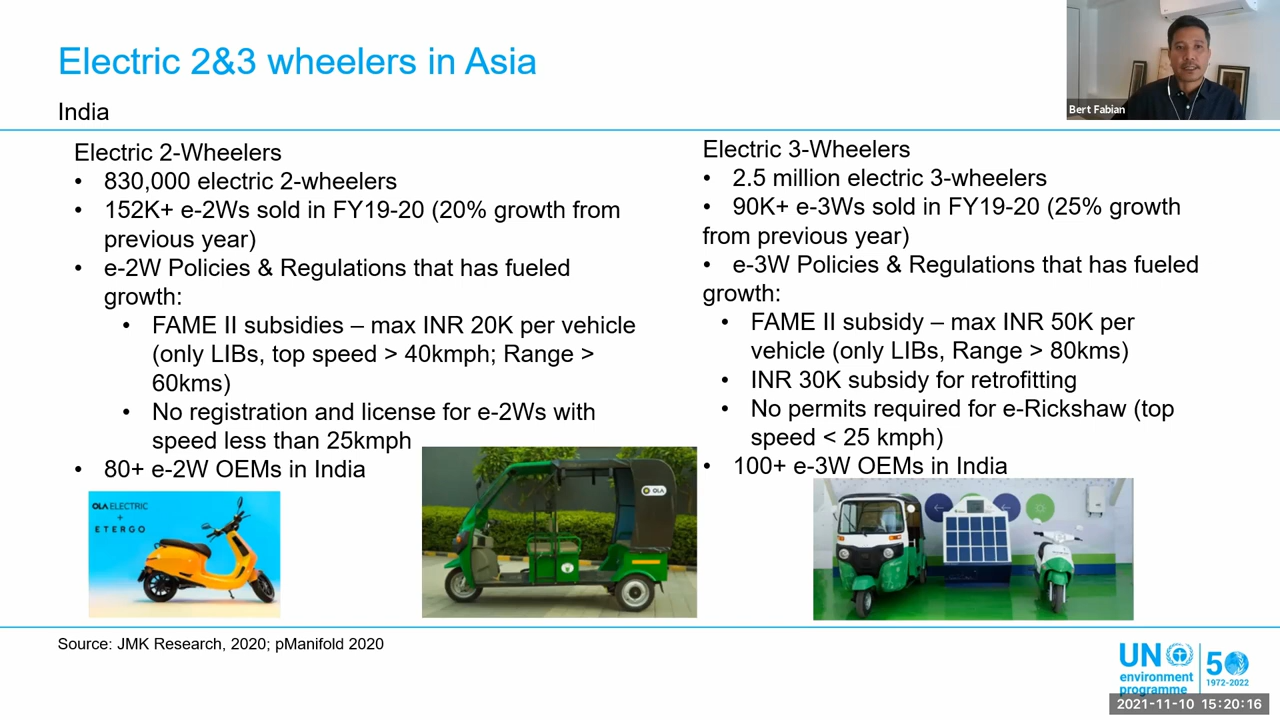 Electric 2&3 wheelers in Asia
India
Bert Fabian
Electric 2-Wheelers
• 830,000 electric 2-wheelers
• 152K+ e-2Ws sold in FY19-20 (20% growth from
previous year)
• e-2W Policies & Regulations that has fueled
growth:
• FAME II subsidies – max INR 20K per vehicle
(only LIBs, top speed > 40kmph; Range >
60kms)
• No registration and license for e-2Ws with
speed less than 25kmph
• 80+ e-2W OEMs in India
Electric 3-Wheelers
• 2.5 million electric 3-wheelers
• 90K+ e-3Ws sold in FY19-20 (25% growth
from previous year)
• e-3W Policies & Regulations that has fueled
growth:
• FAME II subsidy – max INR 50K per
vehicle (only LIBs, Range > 80kms)
• INR 30K subsidy for retrofitting
• No permits required for e-Rickshaw (top
speed < 25 kmph)
• 100+ e-3W OEMs in India
OLA ELECTRIC
+
ETERGO
OLA
Source: JMK Research, 2020; pManifold 2020
UN
environment
programme
50
1972-2022
2021-11-10 15:20:16